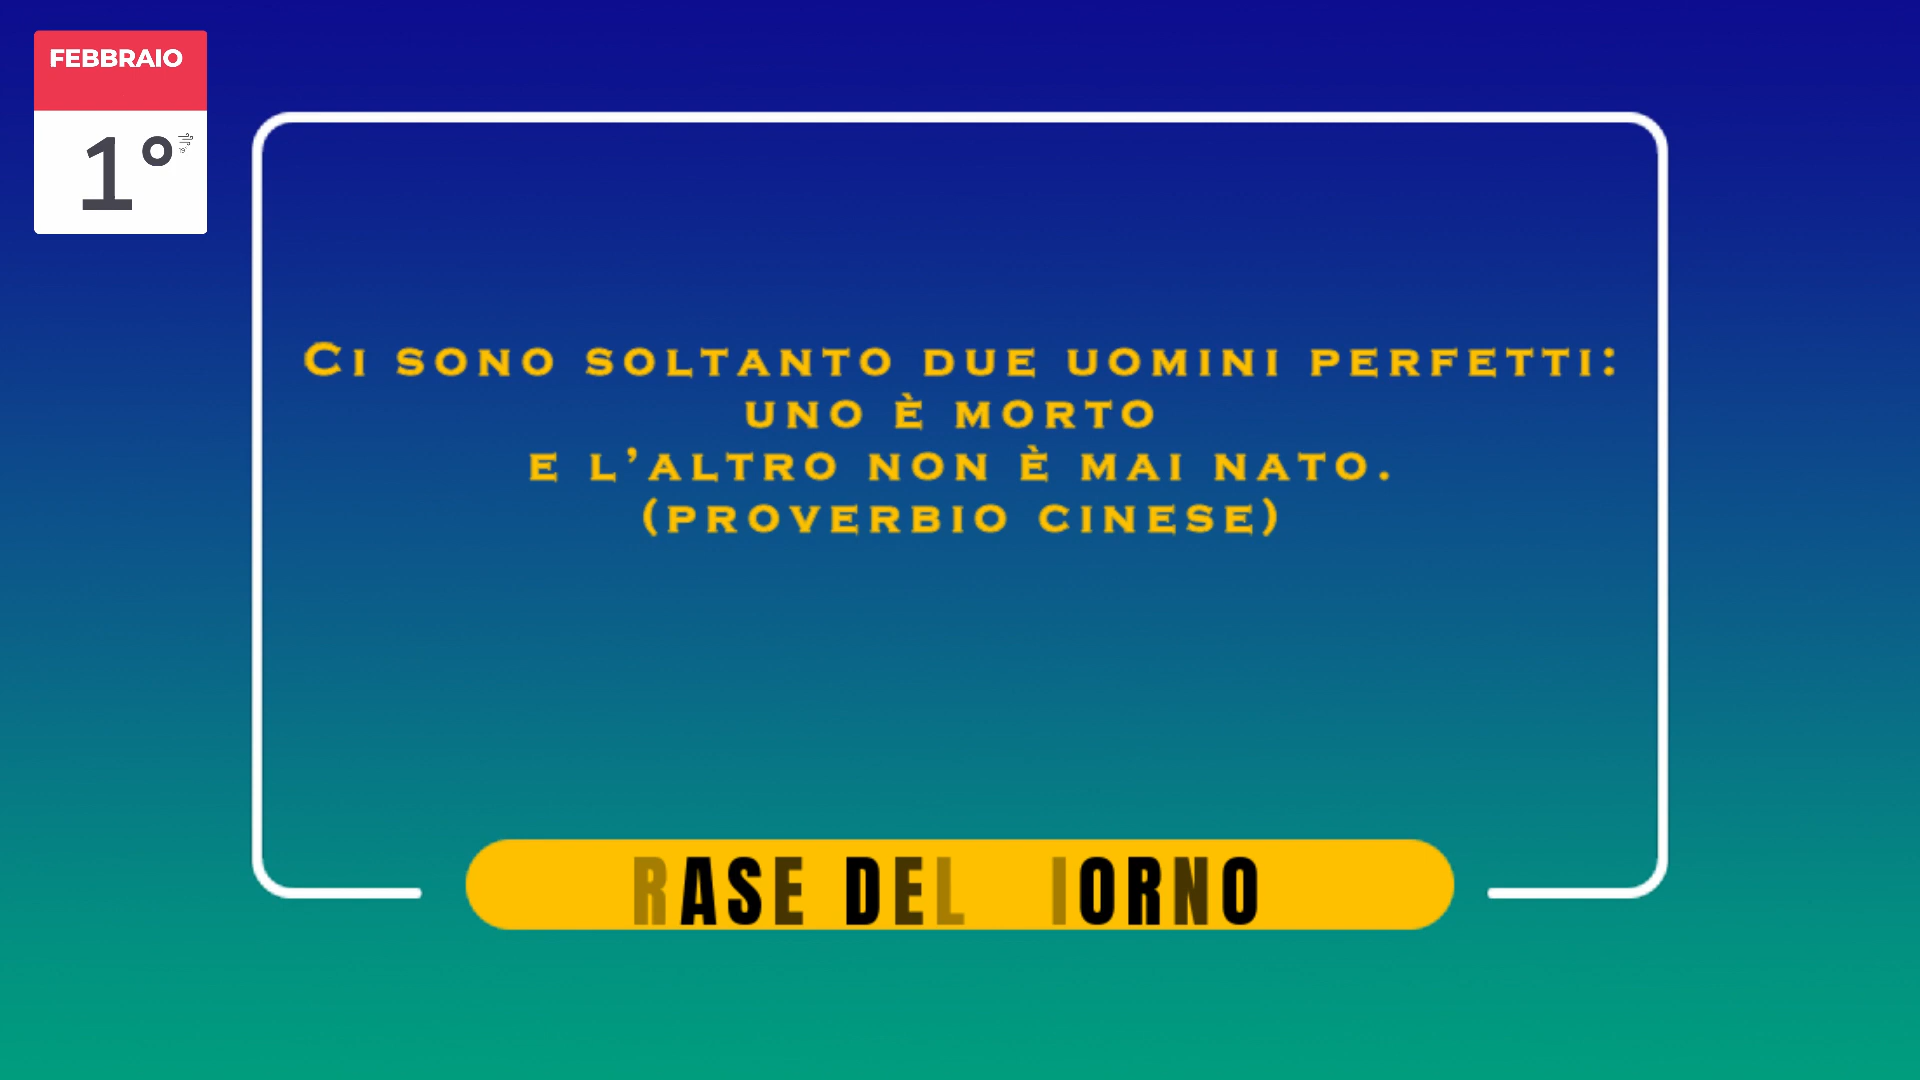 FEBBRAIO
1°
Ci sono soltanto due uomini perfetti:
uno è morto
e l'altro non è mai nato.
(proverbio cinese)
RASE DEL IORNO